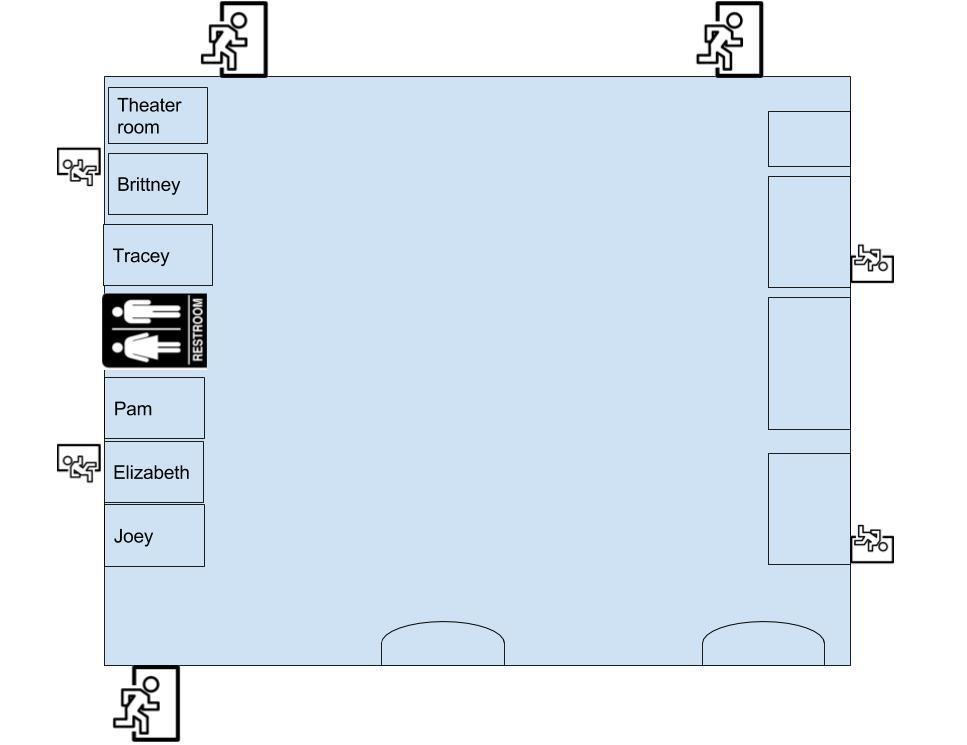 Theater
room
Brittney
Tracey
RESTROOM
Pam
Elizabeth
Joey